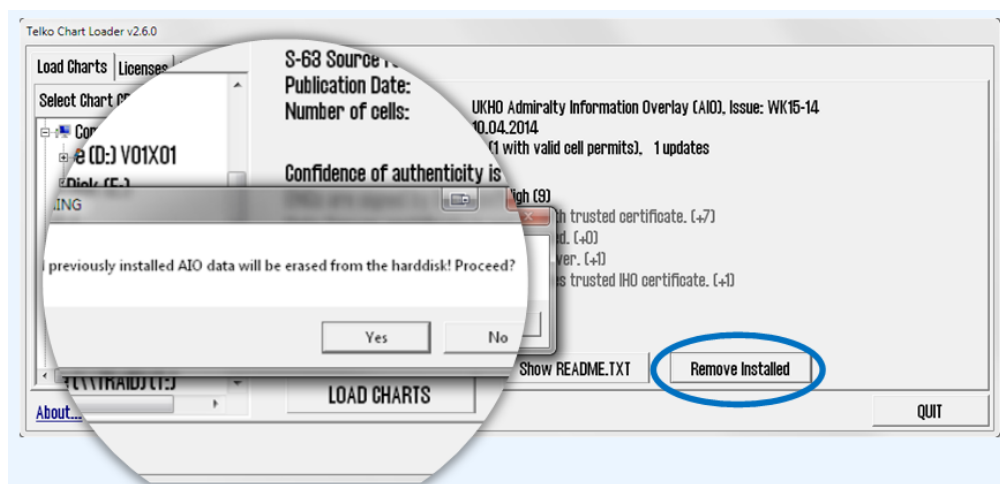 Telko Chart Loader v2.6.0
Load Charts Licenses
Select Chart
S-63 Source
Publication Date:
Number of cells:
UKHO Admiralty Information Overlay (AIO), Issue: WK15-14
10.04.2014
(1 with valid cell permits), 1 updates
(D:) V01X01
Confidence of authenticity is
(9)
trusted certificate. (+7)
(+0)
(+1)
trusted IHO certificate. (+1)
previously installed AIO data will be erased from the harddisk! Proceed?
Yes No
Show README.TXT Remove Installed
LOAD CHARTS
About...
QUIT